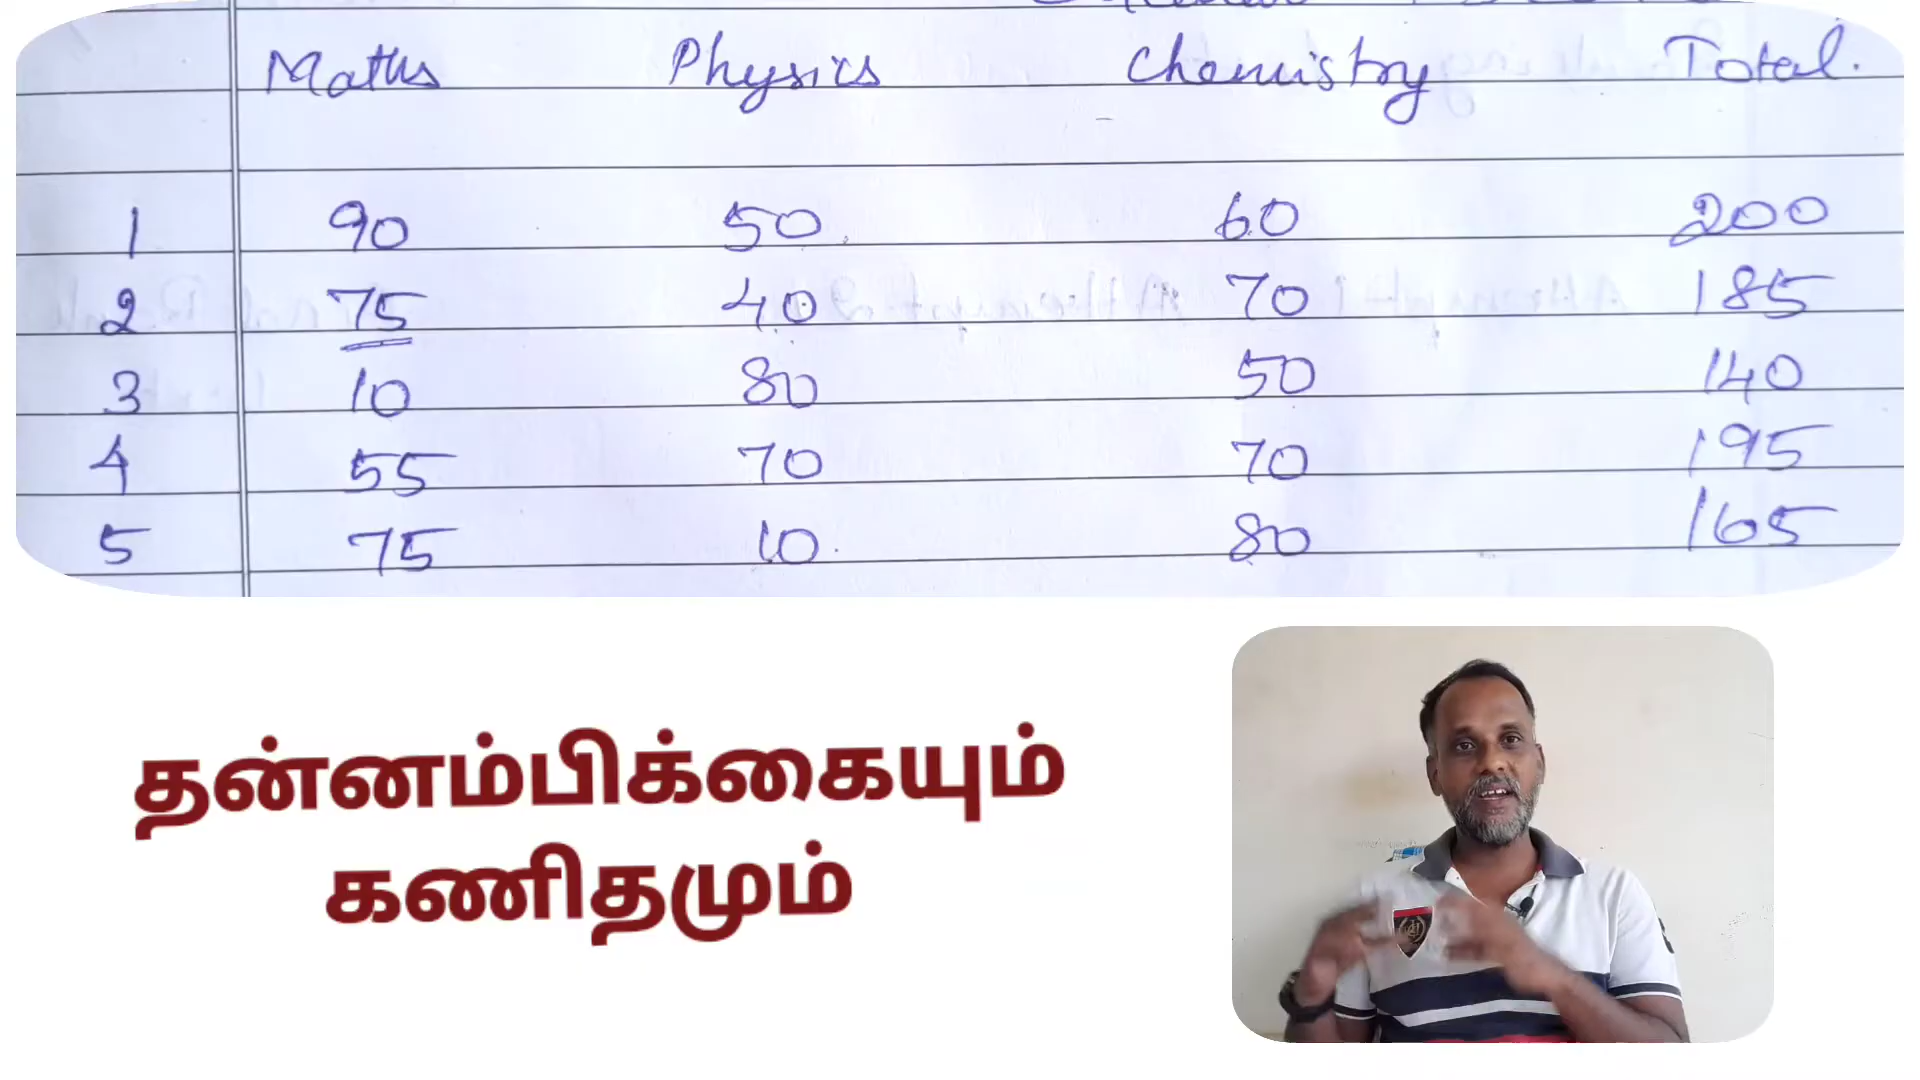 Maths Physics Chemistry Total.
1 90 50 60 200
2 75 40 70 185
3 10 80 50 140
4 55 70 70 195
5 75 10 80 165
தன்னம்பிக்கையும்
கணிதமும்